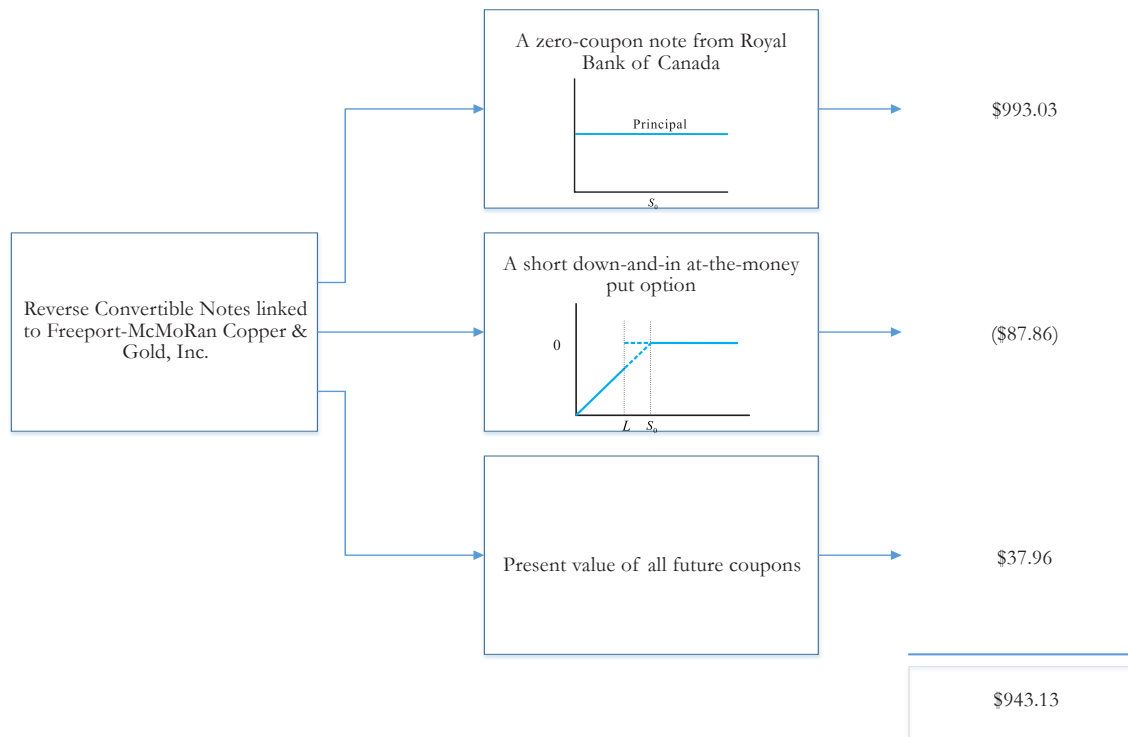 A zero-coupon note from Royal
Bank of Canada
Principal
S₀
$993.03
Reverse Convertible Notes linked
to Freeport-McMoRan Copper &
Gold, Inc.
A short down-and-in at-the-money
put option
0
L S₀
($87.86)
Present value of all future coupons
$37.96
$943.13